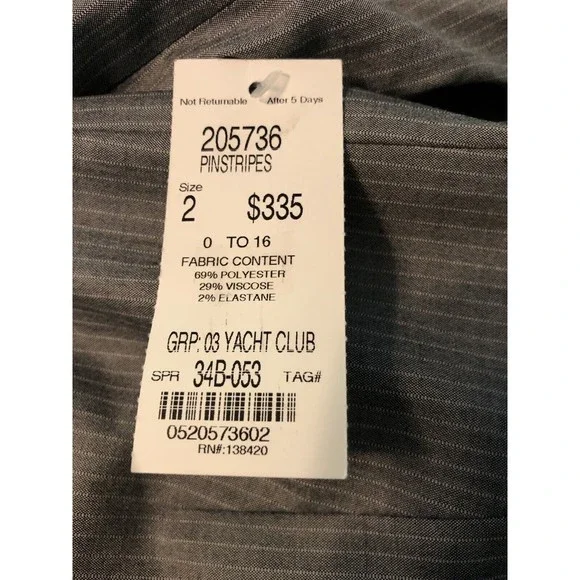 Not Returnable After 5 Days
205736
PINSTRIPES
Size
2 $335
0 TO 16
FABRIC CONTENT
69% POLYESTER
29% VISCOSE
2% ELASTANE
GRP: 03 YACHT CLUB
SPR 34B-053 TAG#
0520573602
RN#:138420